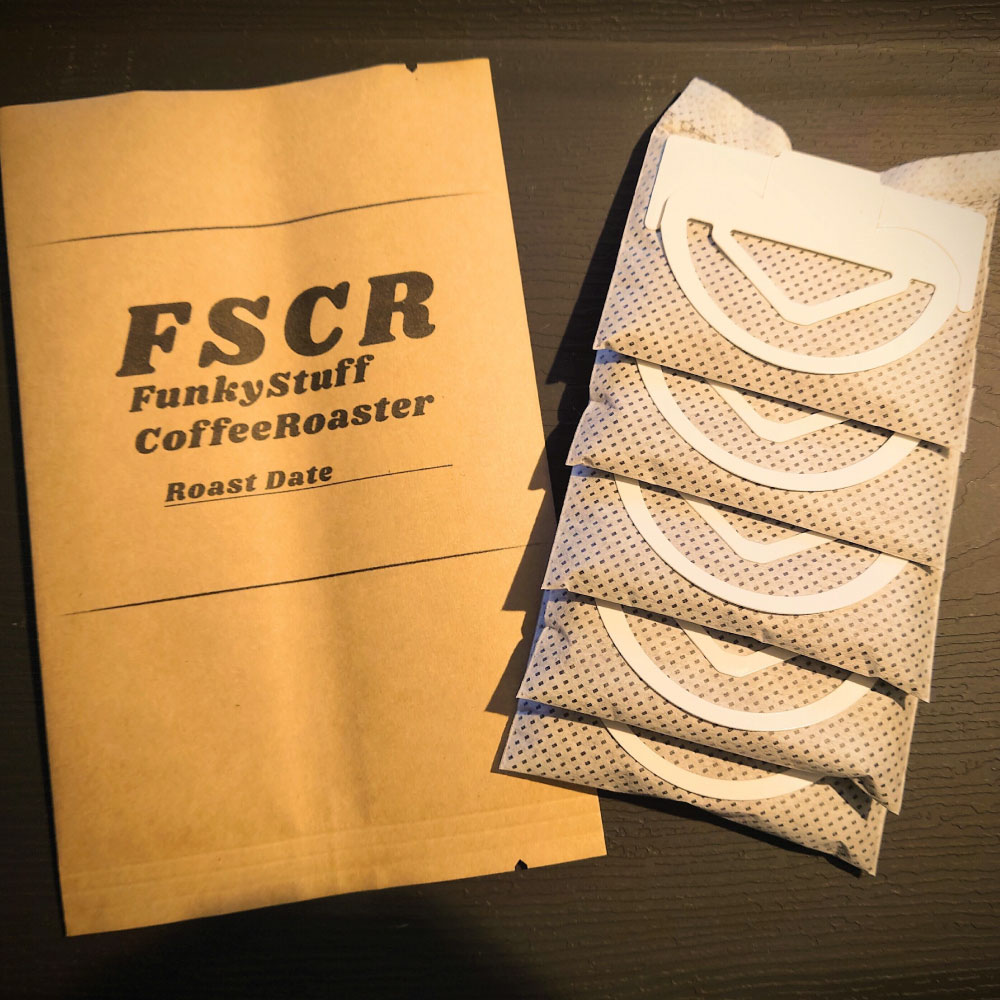 FSCR
FunkyStuff
CoffeeRoaster
Roast Date